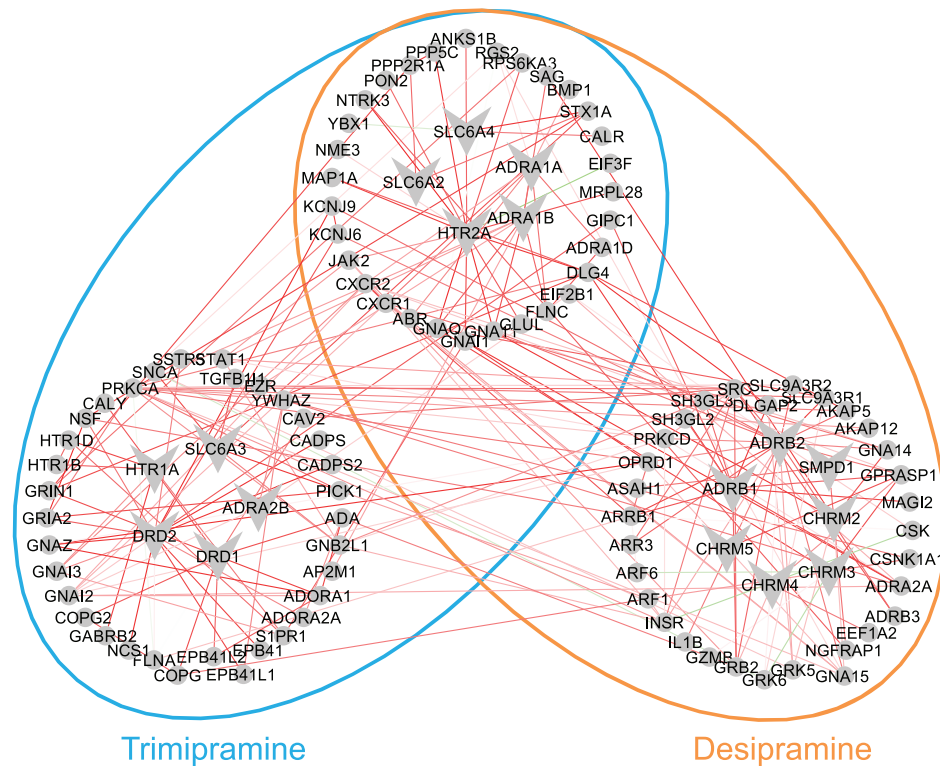 ANKS1B
PPP5C
RGS2
PPP2R1A
RPS6KA3
PON2
SAG
NTRK3
BMP1
YBX1
STX1A
SLC6A4
CALR
NME3
EIF3F
MAP1A
SLC6A2
ADRA1A
MRPL28
KCNJ9
ADRA1B
GIPC1
KCNJ6
HTR2A
ADRA1D
JAK2
DLG4
CXCR2
EIF2B1
CXCR1
FLNC
ABR
GLUL
GNAQ
GNA11
GNAI1
SSTR5
STAT1
SNCA
TGFB1I1
PRKCA
EZR
CALY
YWHAZ
NSF
CAV2
HTR1D
SLC6A3
CADPS
HTR1B
HTR1A
CADPS2
GRIN1
PICK1
GRIA2
ADRA2B
ADA
GNAZ
DRD2
GNB2L1
GNAI3
DRD1
AP2M1
GNAI2
ADORA1
COPG2
ADORA2A
GABRB2
S1PR1
NCS1
EPB41
FLNA
EPB41L2
COPG
EPB41L1
SRC
SLC9A3R2
SH3GL3
SLC9A3R1
DLGAP2
AKAP5
SH3GL2
AKAP12
PRKCD
ADRB2
GNA14
OPRD1
SMPD1
GPRASP1
ASAH1
ADRB1
MAGI2
ARRB1
CHRM2
CSK
ARR3
CHRM5
CSNK1A1
ARF6
CHRM3
ADRA2A
ARF1
CHRM4
INSR
ADRB3
IL1B
EEF1A2
GZMB
NGFRAP1
GRB2
GRK5
GNA15
GRK6
Trimipramine
Desipramine